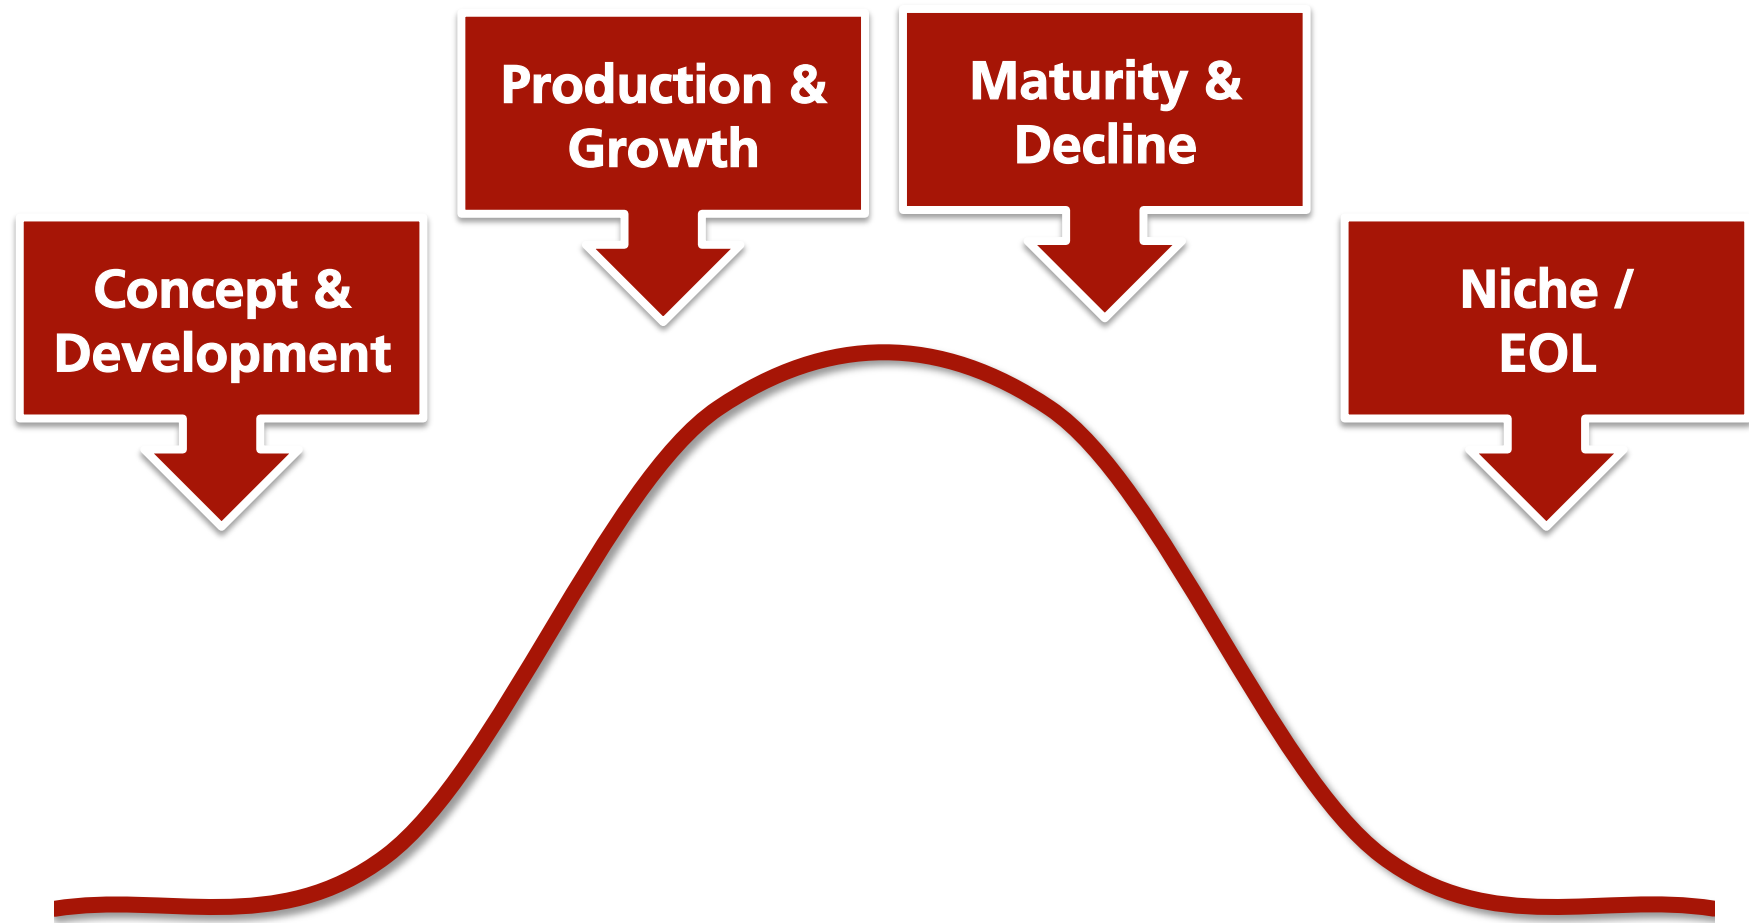 Concept &
Development
Production &
Growth
Maturity &
Decline
Niche /
EOL